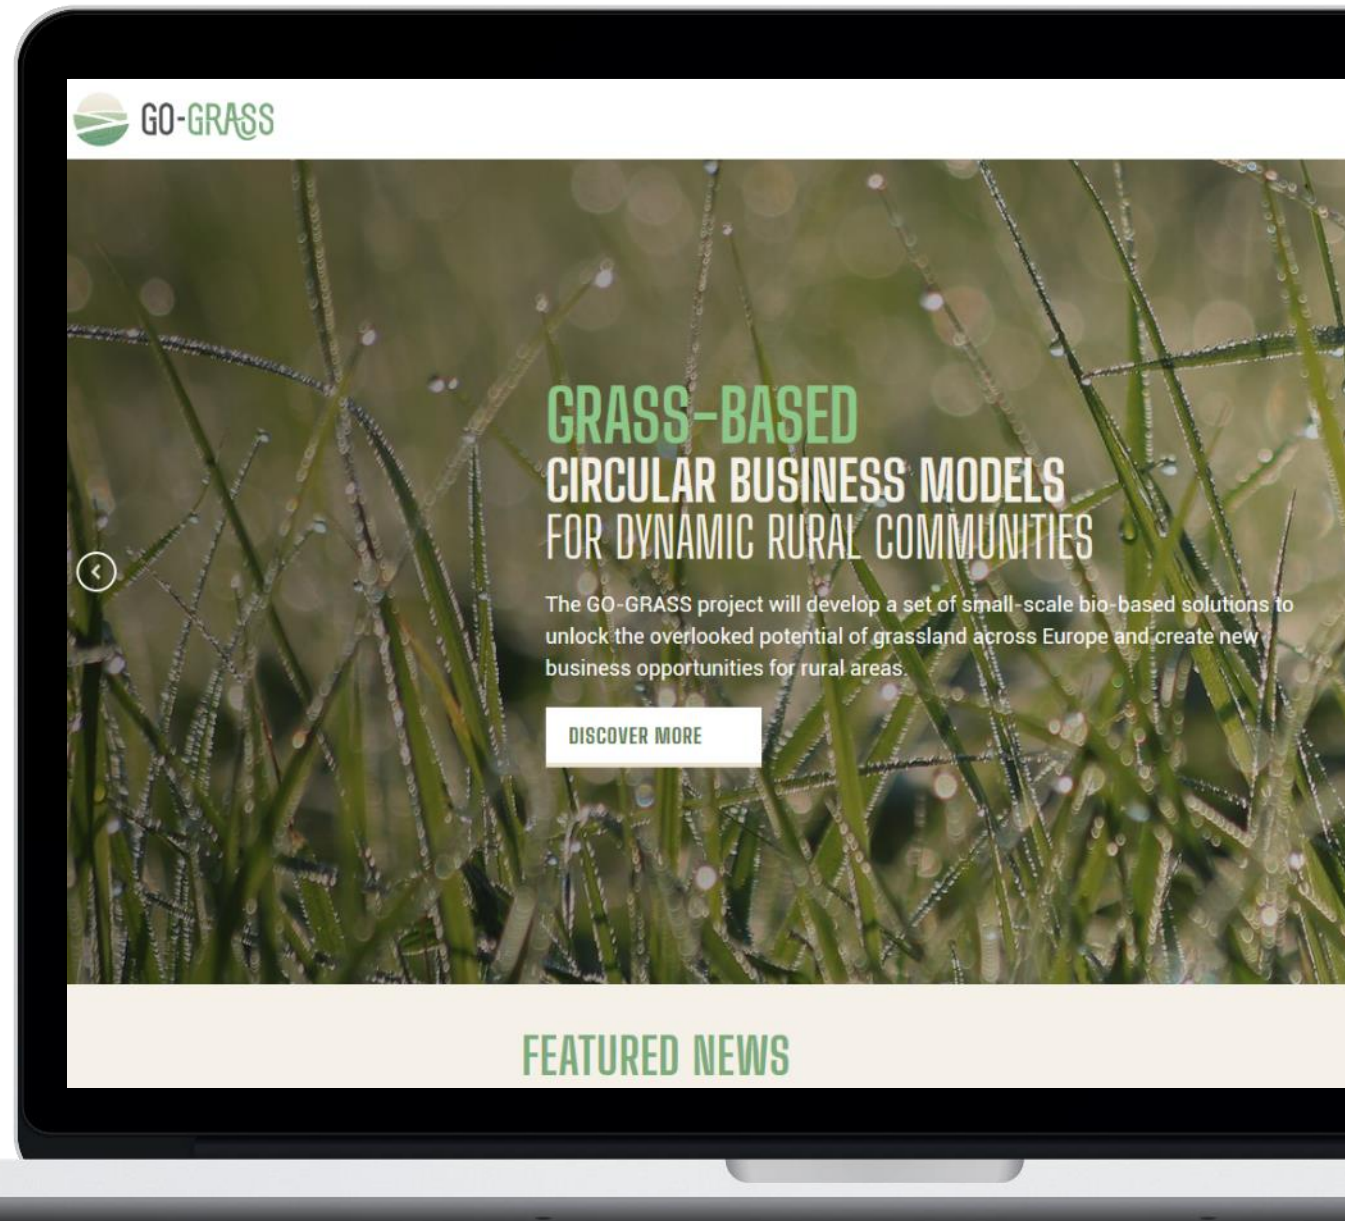 GO-GRASS
GRASS-BASED
CIRCULAR BUSINESS MODELS
FOR DYNAMIC RURAL COMMUNITIES
The GO-GRASS project will develop a set of small-scale bio-based solutions to
unlock the overlooked potential of grassland across Europe and create new
business opportunities for rural areas.
DISCOVER MORE
FEATURED NEWS